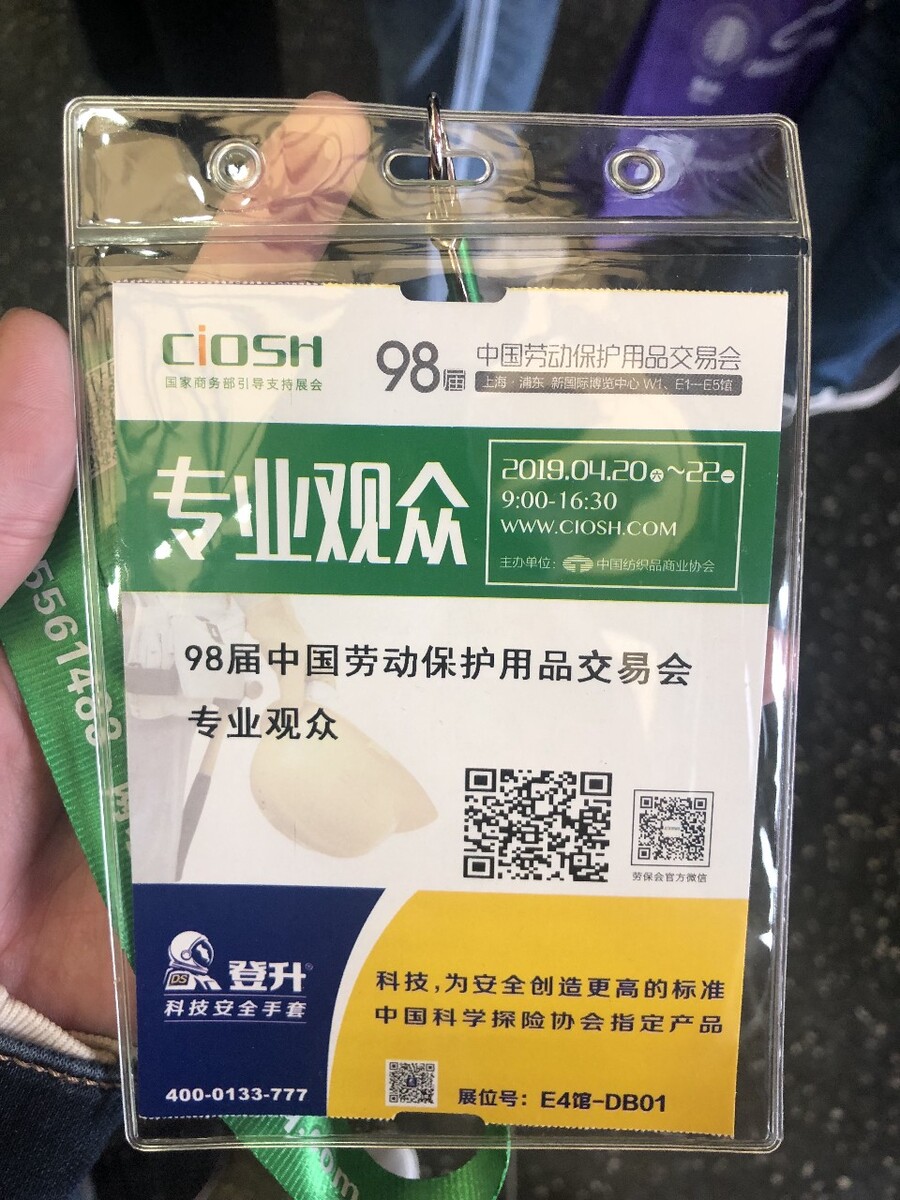 CiOSH
国家商务部引导支持展会
98届
中国劳动保护用品交易会
上海·浦东 新国际博览中心 W1、E1-E5馆
专业观众
2019.04.20六~22一
9:00-16:30
WWW.CIOSH.COM
主办单位: 中国纺织品商业协会
98届中国劳动保护用品交易会
专业观众
劳保会官方微信
DS
登升®
科技安全手套
400-0133-777
科技,为安全创造更高的标准
中国科学探险协会指定产品
展位号: E4馆-DB01
5561468
.com